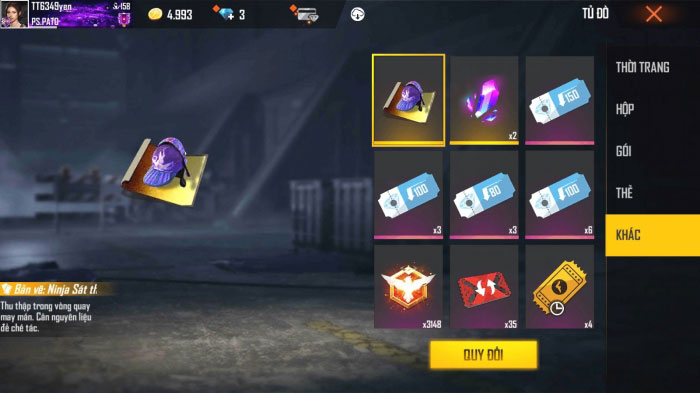 TT6349yen
PS.PATO
158
4.993
3
TỦ ĐỒ
THỜI TRANG
HỘP
GÓI
THẺ
KHÁC
x2
150
100
x3
80
x3
100
x6
x3148
x35
x4
Bản vẽ: Ninja Sát th
Thu thập trong vòng quay
may mắn. Cần nguyên liệu
để chế tác.
QUY ĐỔI